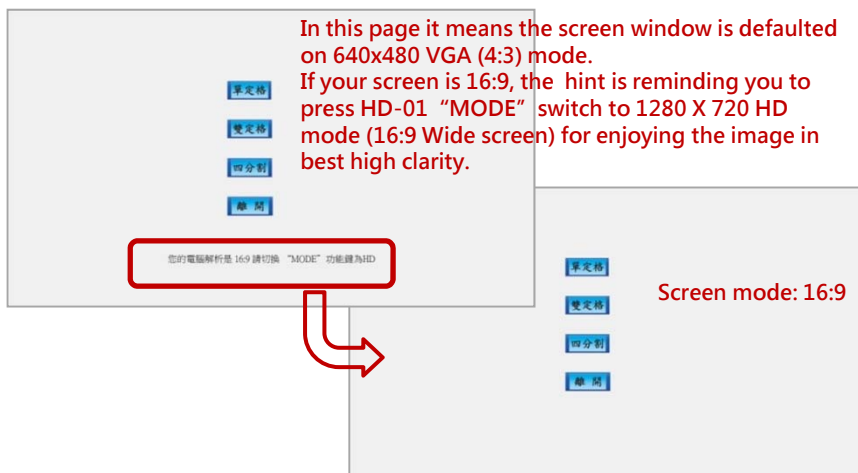 In this page it means the screen window is defaulted
on 640x480 VGA (4:3) mode.
If your screen is 16:9, the hint is reminding you to
press HD-01 “MODE” switch to 1280 X 720 HD
mode (16:9 Wide screen) for enjoying the image in
best high clarity.
單定格
雙定格
四分割
離 開
您的電腦解析是 16:9 請切換 “MODE” 功能鍵為HD
單定格
Screen mode: 16:9
雙定格
四分割
離 開